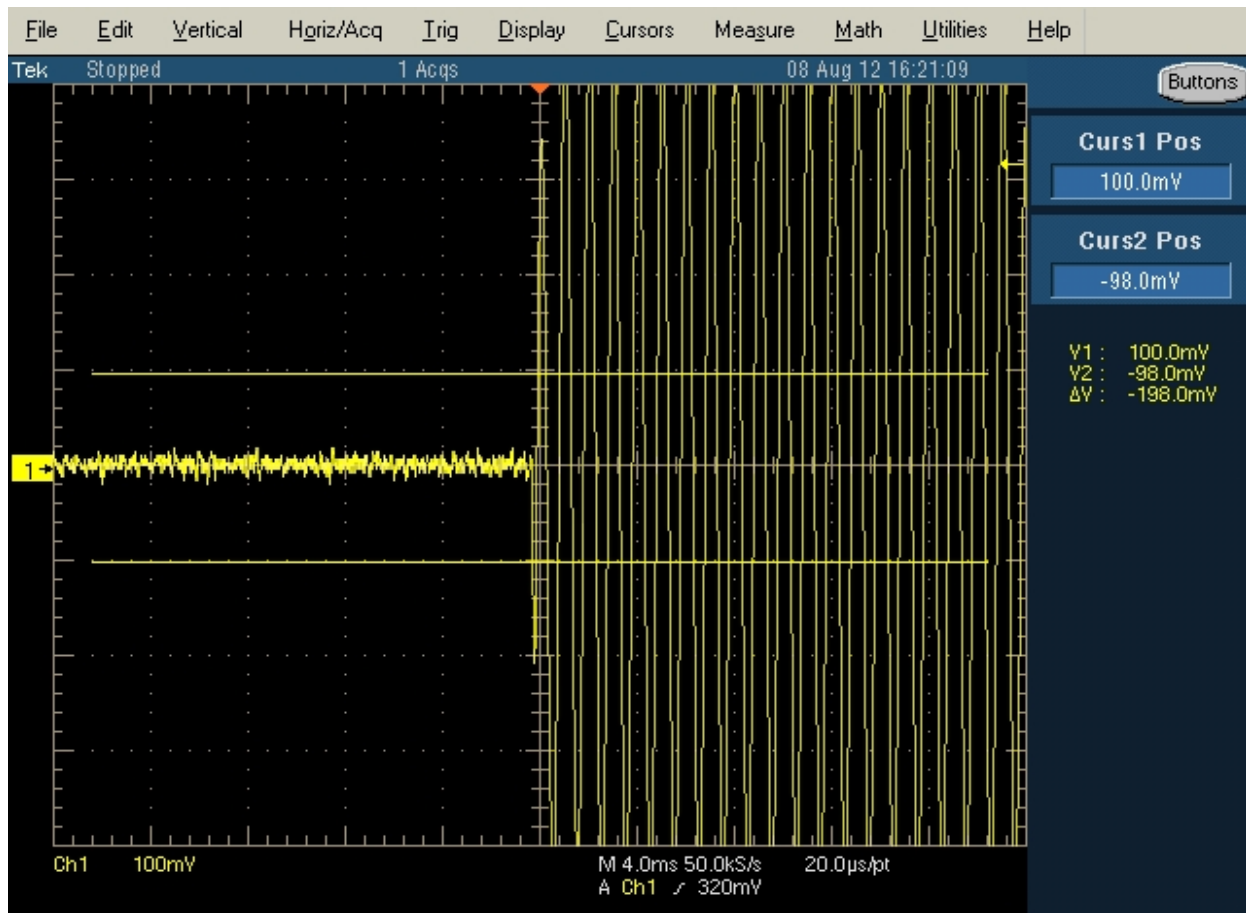 File Edit Vertical Horiz/Acq Trig Display Cursors Measure Math Utilities Help
Tek Stopped 1 Acqs 08 Aug 12 16:21:09
Buttons
Curs1 Pos
100.0mV
Curs2 Pos
-98.0mV
V1 : 100.0mV
V2 : -98.0mV
ΔV : -198.0mV
1
Ch1 100mV M 4.0ms 50.0kS/s 20.0µs/pt
A Ch1 ∕ 320mV